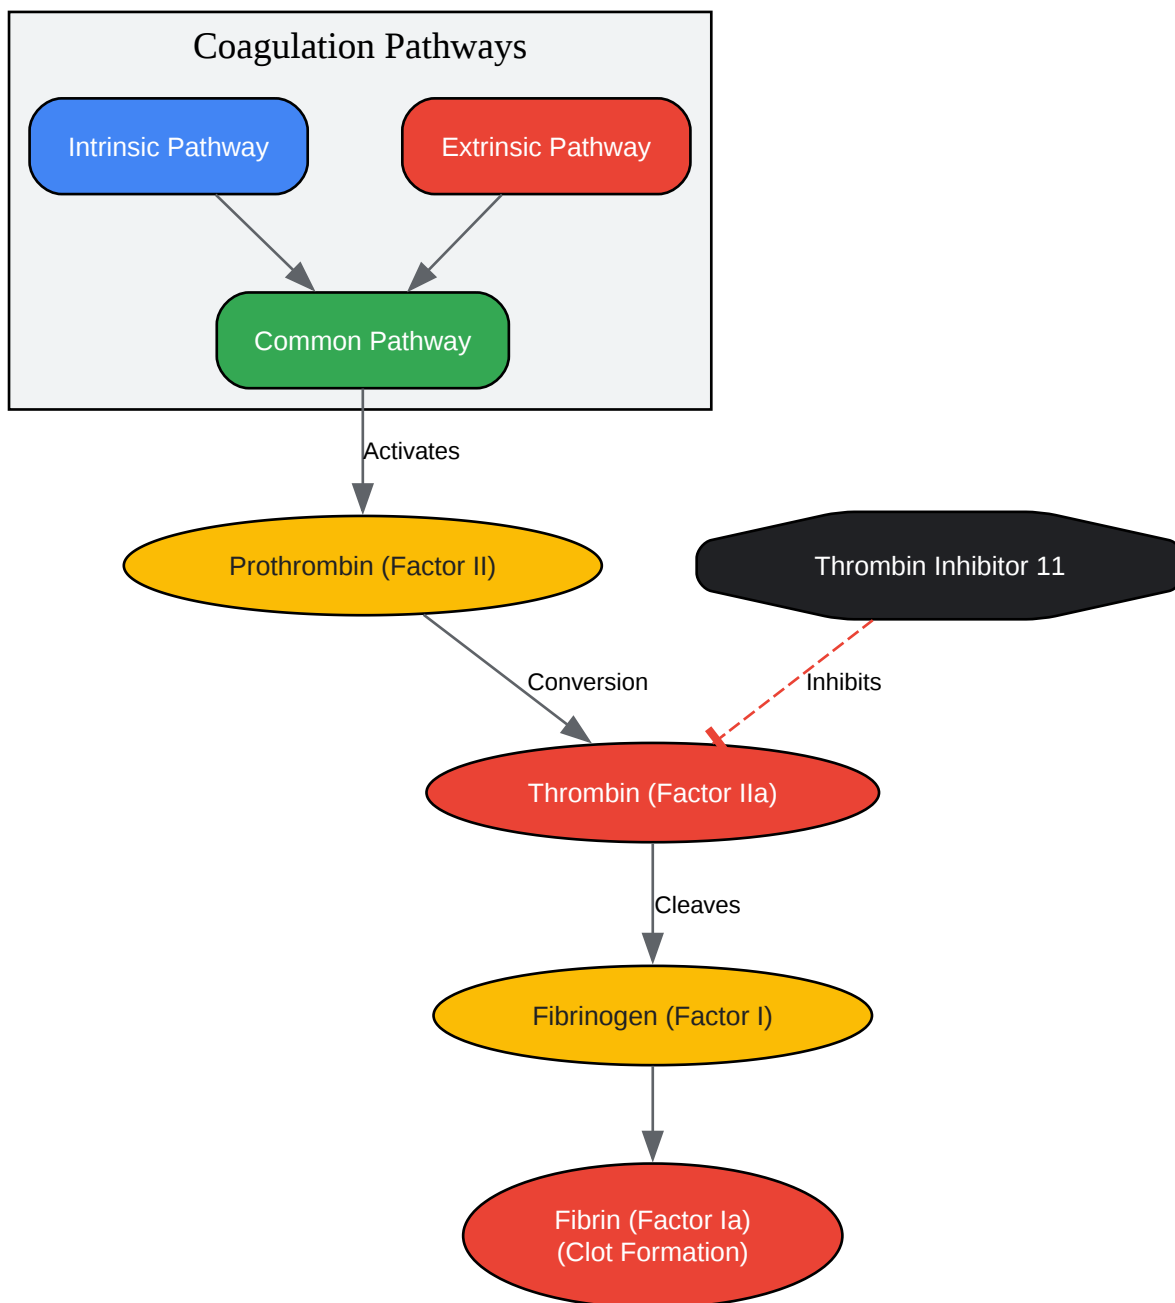 Coagulation Pathways
Intrinsic Pathway
Extrinsic Pathway
Common Pathway
Activates
Prothrombin (Factor II)
Thrombin Inhibitor 11
Conversion
Inhibits
Thrombin (Factor IIa)
Cleaves
Fibrinogen (Factor I)
Fibrin (Factor Ia)
(Clot Formation)